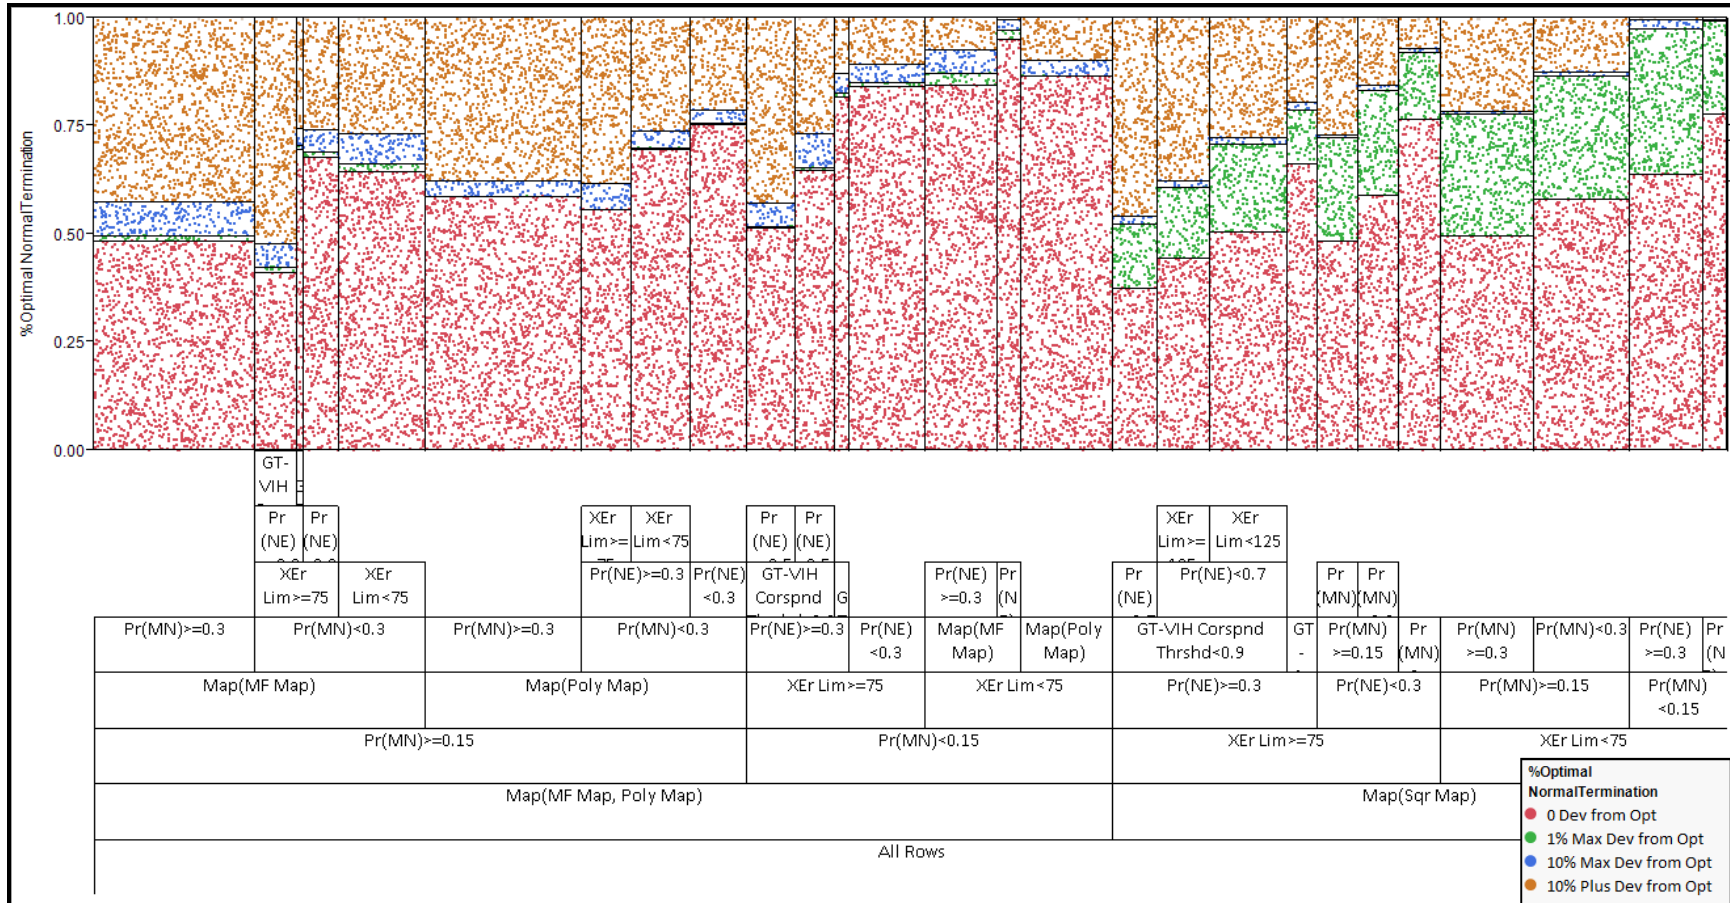 %Optimal NormalTermination
1.00
0.75
0.50
0.25
0.00
GT-
VIH
Pr
(NE)
Pr
(NE)
XEr
Lim>=
XEr
Lim<75
Pr
(NE)
Pr
(NE)
XEr
Lim>=
XEr
Lim<125
XEr
Lim>=75
XEr
Lim<75
Pr(NE)>=0.3
Pr(NE)
<0.3
GT-VIH
Corspnd
G
Pr(NE)
>=0.3
Pr
(N
Pr
(NE)
Pr(NE)<0.7
Pr
(MN)
Pr
(MN)
Pr(MN)>=0.3
Pr(MN)<0.3
Pr(MN)>=0.3
Pr(MN)<0.3
Pr(NE)>=0.3
Pr(NE)
<0.3
Map(MF
Map)
Map(Poly
Map)
GT-VIH Corspnd
Thrshd<0.9
GT
-
Pr(MN)
>=0.15
Pr
(MN)
Pr(MN)
>=0.3
Pr(MN)<0.3
Pr(NE)
>=0.3
Pr
(N
Map(MF Map)
Map(Poly Map)
XEr Lim>=75
XEr Lim<75
Pr(NE)>=0.3
Pr(NE)<0.3
Pr(MN)>=0.15
Pr(MN)
<0.15
Pr(MN)>=0.15
Pr(MN)<0.15
XEr Lim>=75
XEr Lim<75
Map(MF Map, Poly Map)
Map(Sqr Map)
All Rows
%Optimal
NormalTermination
0 Dev from Opt
1% Max Dev from Opt
10% Max Dev from Opt
10% Plus Dev from Opt